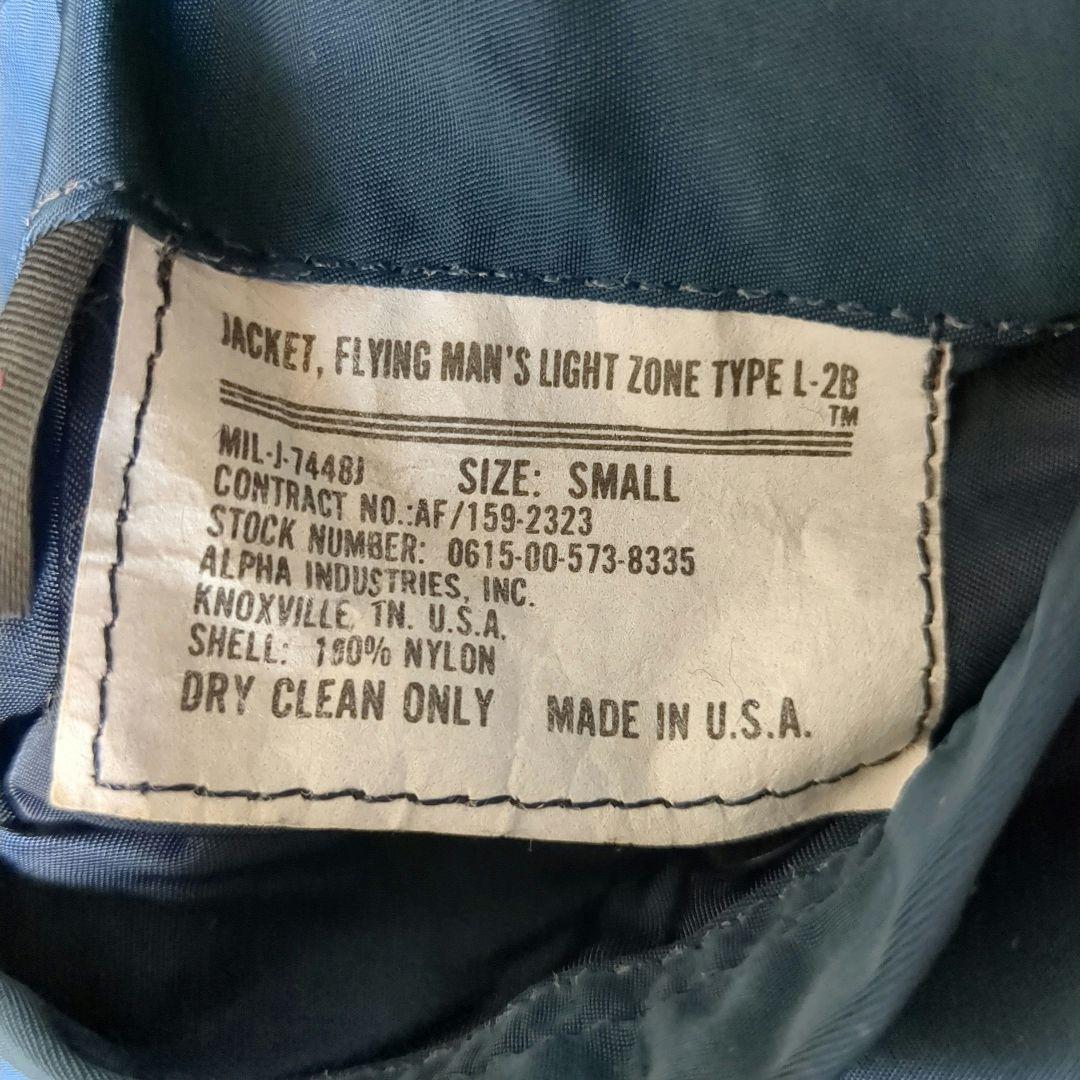 JACKET, FLYING MAN'S LIGHT ZONE TYPE L-2B
TM
MIL-J-7448J SIZE: SMALL
CONTRACT NO.:AF/159-2323
STOCK NUMBER: 0615-00-573-8335
ALPHA INDUSTRIES, INC.
KNOXVILLE, TN. U.S.A.
SHELL: 100% NYLON
DRY CLEAN ONLY MADE IN U.S.A.